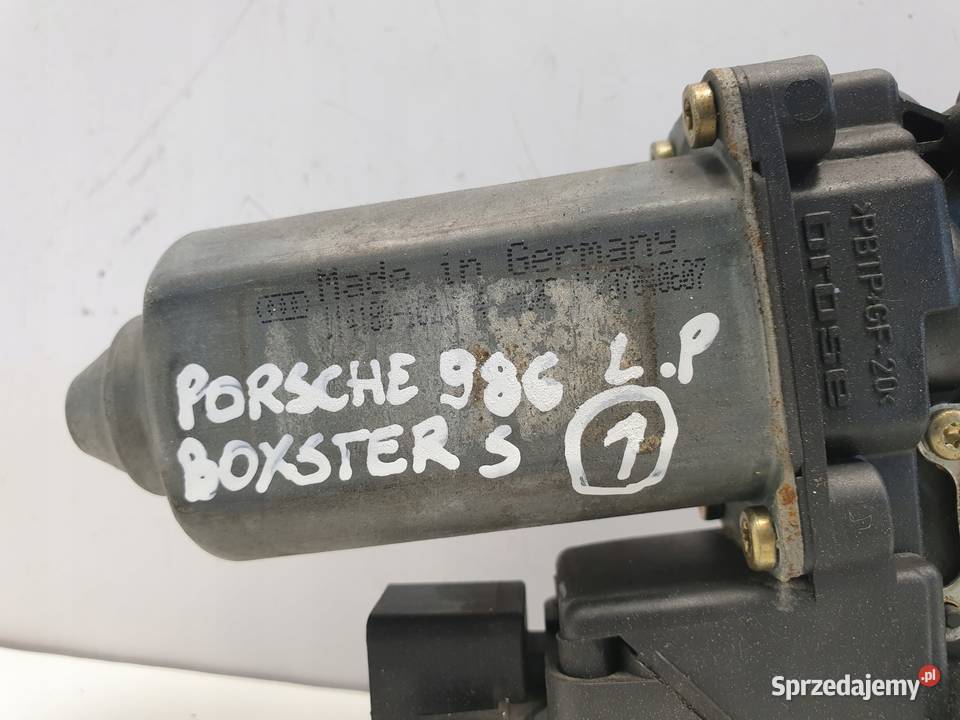 Made in Germany
PORSCHE 986 L.P
BOXSTER S 1
>PBTP-GF-20<
brose
Sprzedajemy.pl